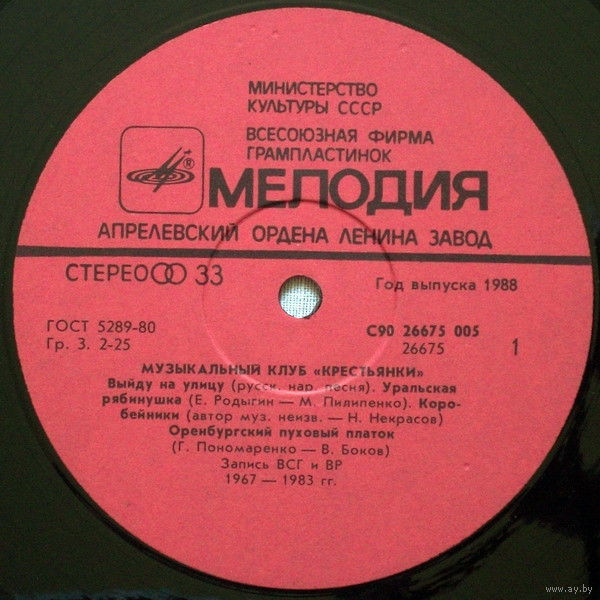 МИНИСТЕРСТВО
КУЛЬТУРЫ СССР
ВСЕСОЮЗНАЯ ФИРМА
ГРАМПЛАСТИНОК
®
МЕЛОДИЯ
АПРЕЛЕВСКИЙ ОРДЕНА ЛЕНИНА ЗАВОД
СТЕРЕО 33
Год выпуска 1988
ГОСТ 5289-80
Гр. 3. 2-25
С90 26675 005
26675
1
МУЗЫКАЛЬНЫЙ КЛУБ «КРЕСТЬЯНКИ»
Выйду на улицу (русск. нар. песня). Уральская
рябинушка (Е. Родыгин — М. Пилипенко). Коро-
бейники (автор муз. неизв. — Н. Некрасов)
Оренбургский пуховый платок
(Г. Пономаренко — В. Боков)
Запись ВСГ и ВР
1967 — 1983 гг.
www.ay.by